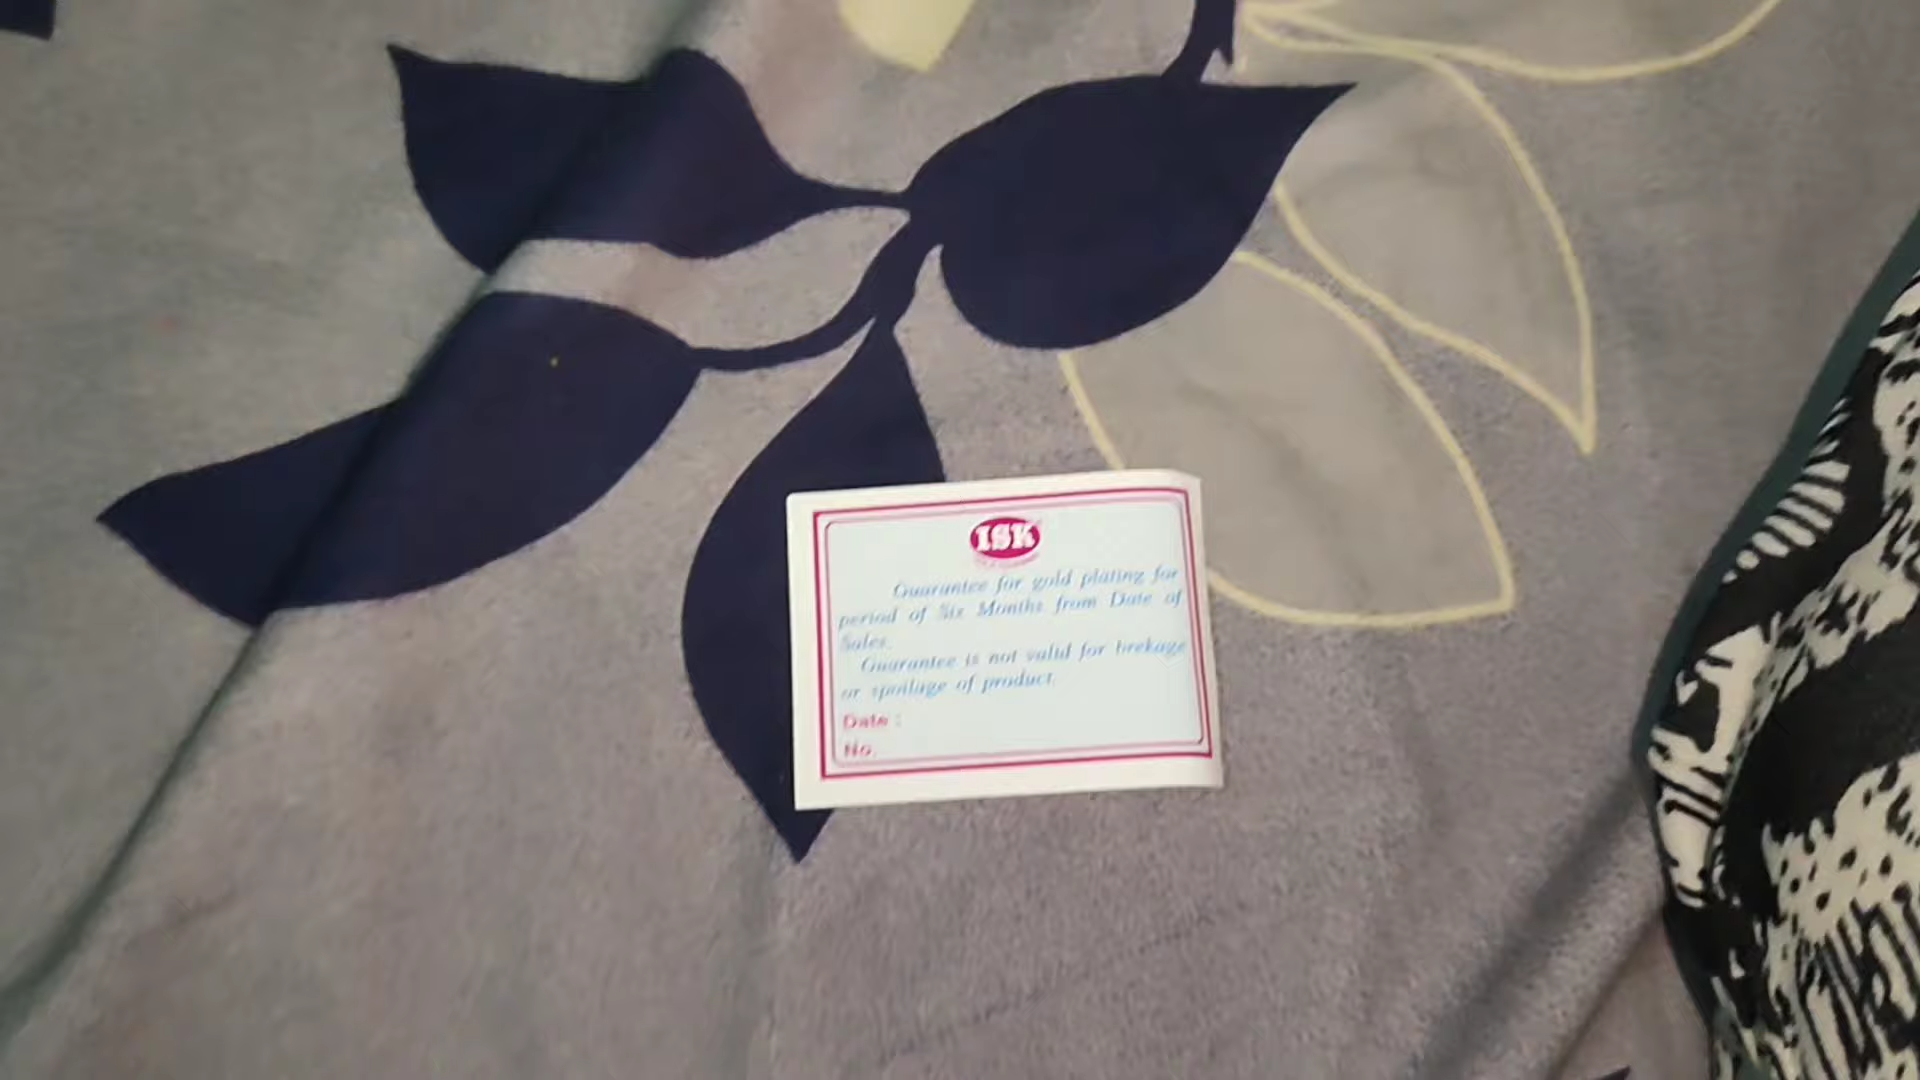 ISK
Guarantee for gold plating for
period of Six Months from Date of
Sales.
Guarantee is not valid for brekage
or spoilage of product.
Date :
No.